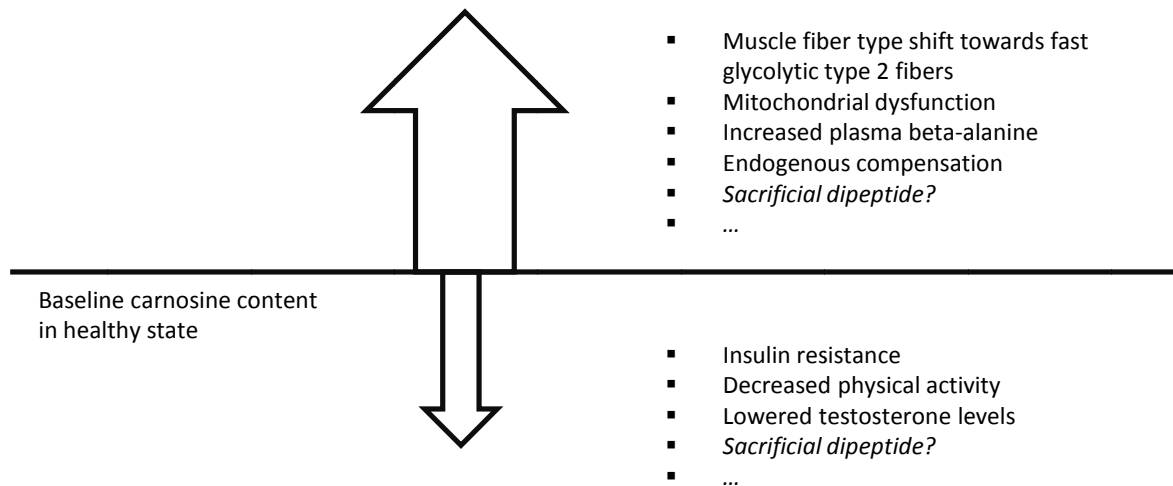 ▪ Muscle fiber type shift towards fast
glycolytic type 2 fibers
▪ Mitochondrial dysfunction
▪ Increased plasma beta-alanine
▪ Endogenous compensation
▪ Sacrificial dipeptide?
▪ ...
Baseline carnosine content
in healthy state
▪ Insulin resistance
▪ Decreased physical activity
▪ Lowered testosterone levels
▪ Sacrificial dipeptide?
▪ ...